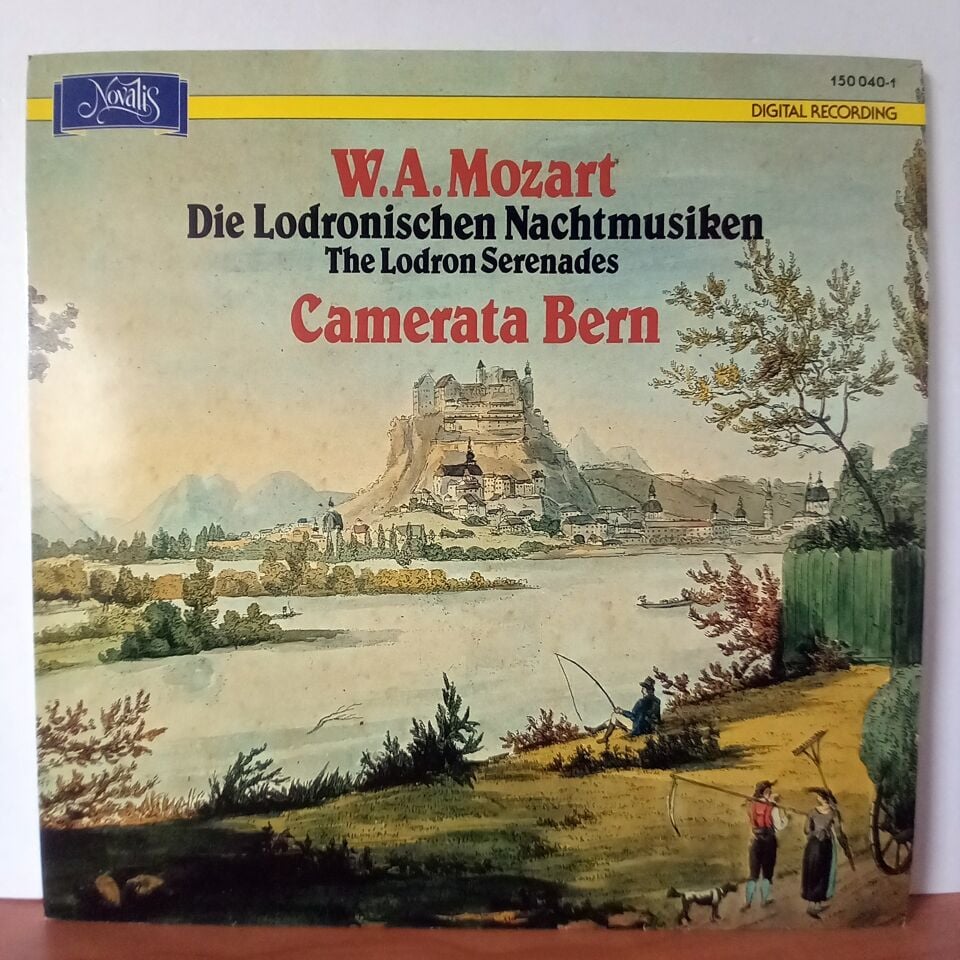 Novalis
150 040-1
DIGITAL RECORDING
W.A.Mozart
Die Lodronischen Nachtmusiken
The Lodron Serenades
Camerata Bern